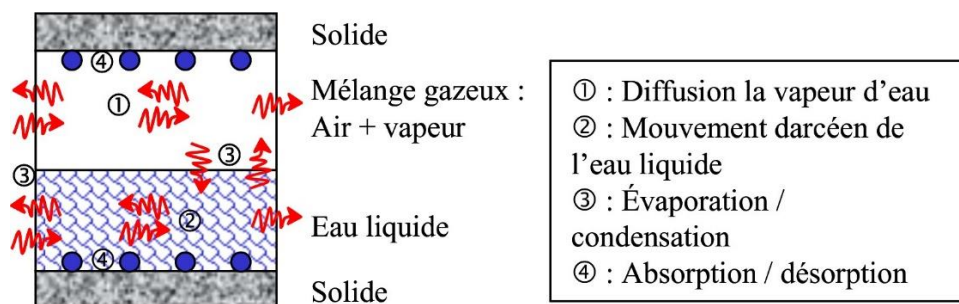 ④
Solide
①
Mélange gazeux :
Air + vapeur
③
③
②
Eau liquide
④
Solide
① : Diffusion la vapeur d’eau
② : Mouvement darcéen de
l’eau liquide
③ : Évaporation /
condensation
④ : Absorption / désorption